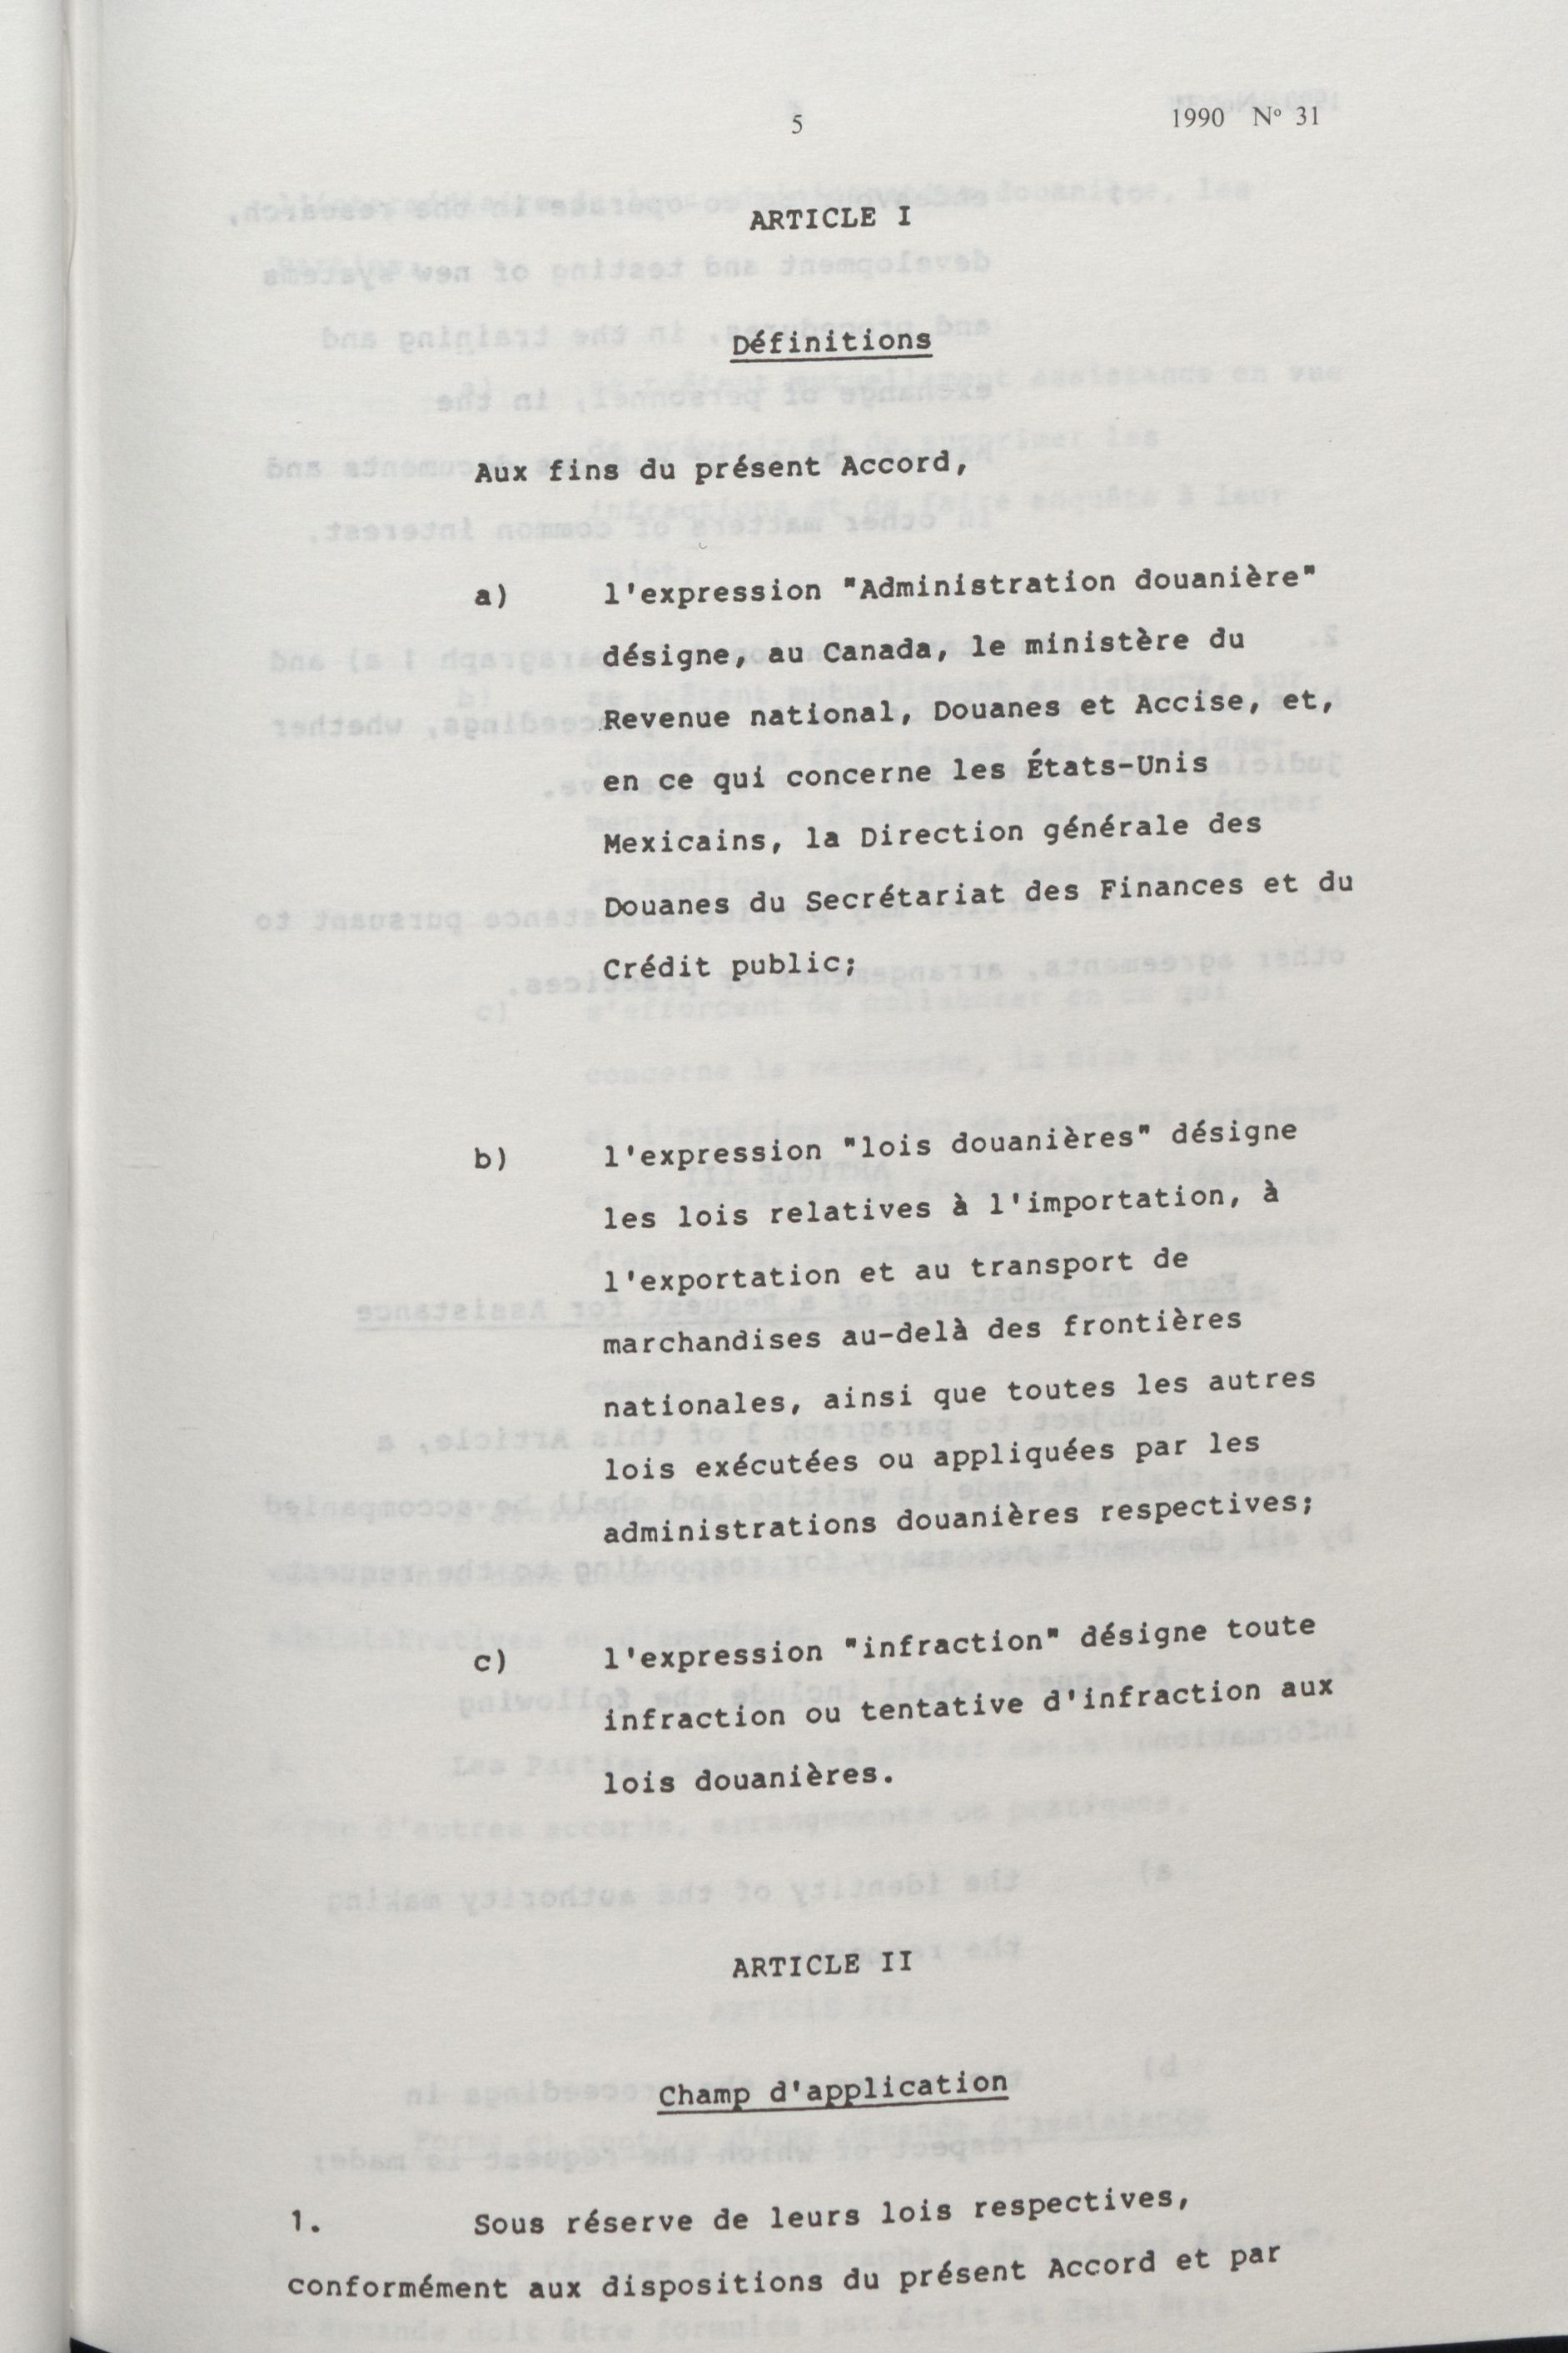 5
1990 Nº 31
ARTICLE I
Définitions
Aux fins du présent Accord,
a) l'expression "Administration douanière"
désigne, au Canada, le ministère du
Revenue national, Douanes et Accise, et,
en ce qui concerne les États-Unis
Mexicains, la Direction générale des
Douanes du Secrétariat des Finances et du
Crédit public;
b) l'expression "lois douanières" désigne
les lois relatives à l'importation, à
l'exportation et au transport de
marchandises au-delà des frontières
nationales, ainsi que toutes les autres
lois exécutées ou appliquées par les
administrations douanières respectives;
c) l'expression "infraction" désigne toute
infraction ou tentative d'infraction aux
lois douanières.
ARTICLE II
Champ d'application
1. Sous réserve de leurs lois respectives,
conformément aux dispositions du présent Accord et par